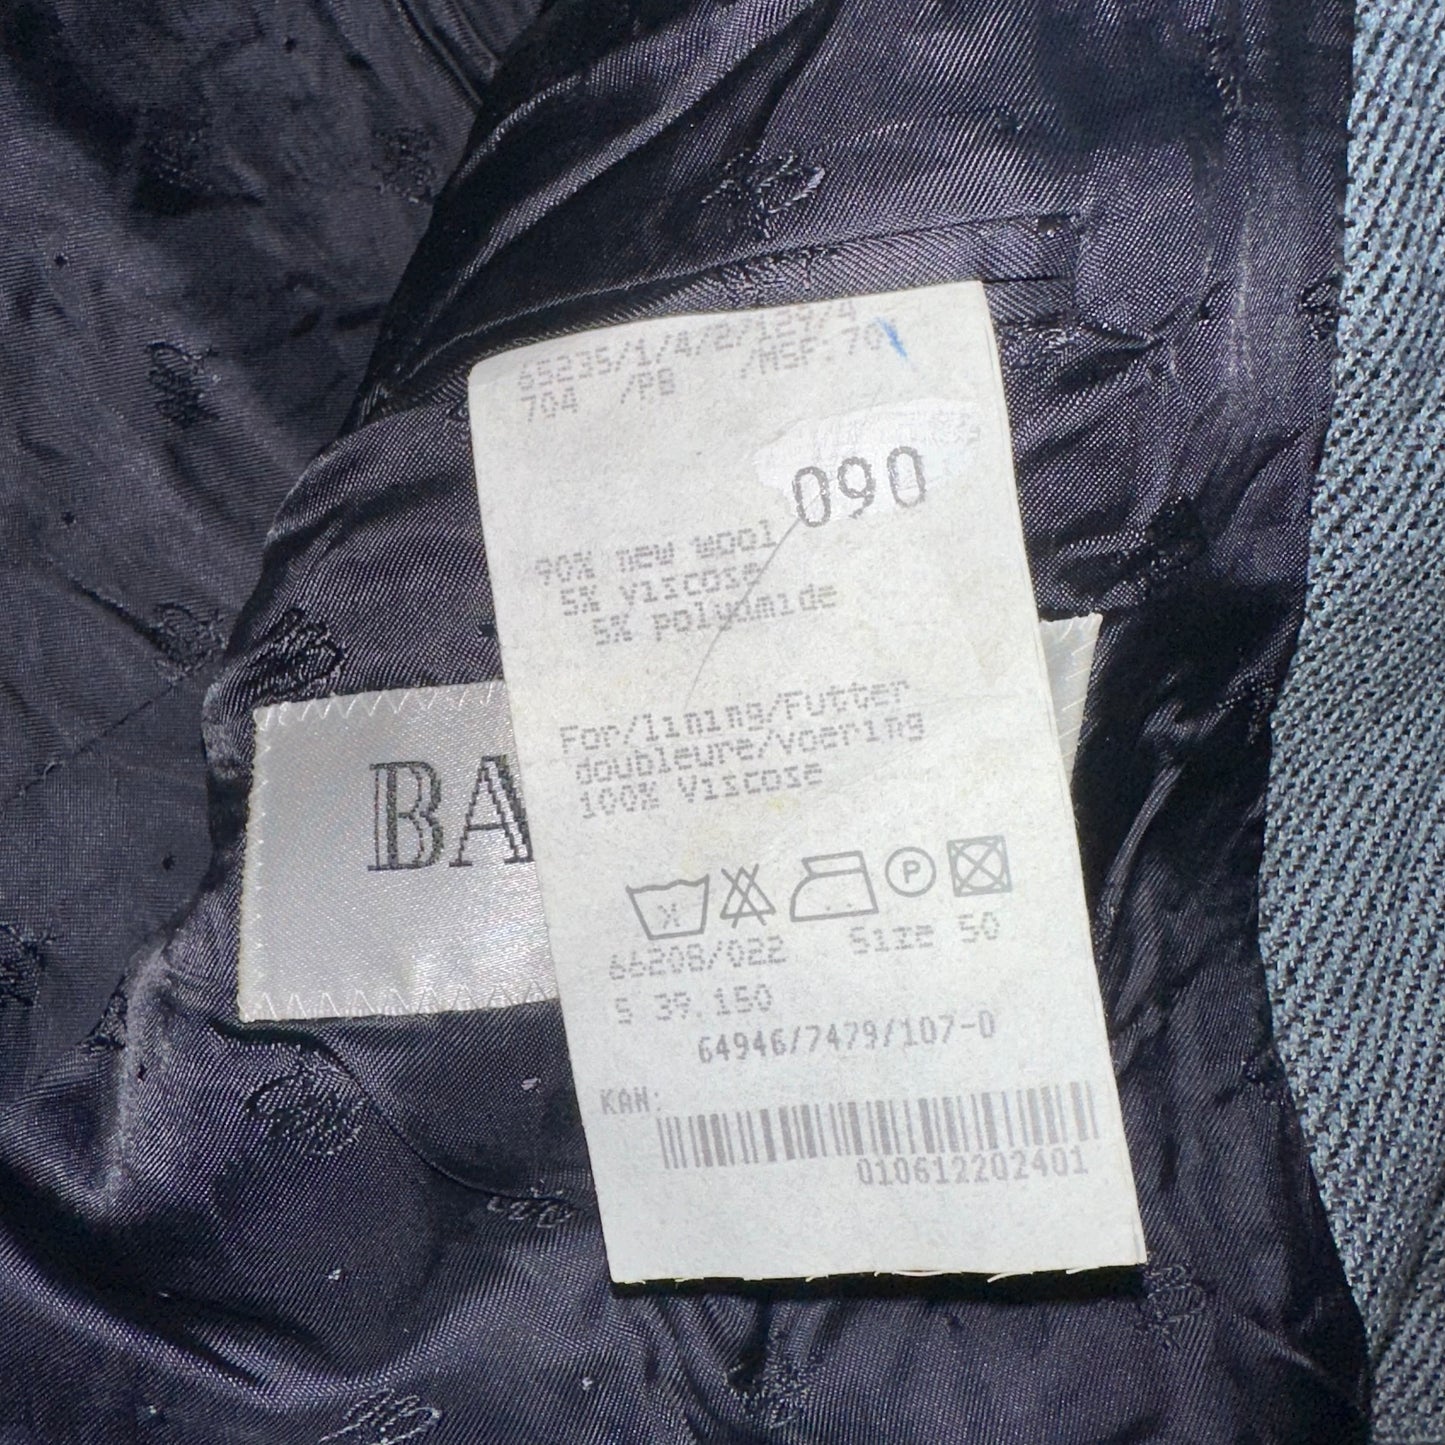 65235/1/4/2/129/4
704 /PB /MSP.70
090
90% new wool
5% viscose
5% polyamide
For/lining/Futter
doubleure/voering
100% Viscose
BA
P
66208/022 Size 50
S 39.150
64946/7479/107-0
KAN:
010612202401